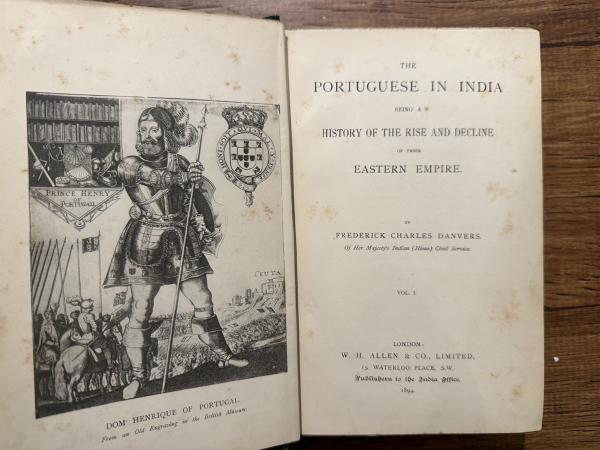 PRINCE HENRY
OF
PORTUGAL
CEUTA
DOM HENRIQUE OF PORTUGAL.
From an Old Engraving in the British Museum.
THE
PORTUGUESE IN INDIA
BEING A
HISTORY OF THE RISE AND DECLINE
OF THEIR
EASTERN EMPIRE.
BY
FREDERICK CHARLES DANVERS.
Of Her Majesty's Indian (Home) Civil Service.
VOL. I.
LONDON:
W. H. ALLEN & CO., LIMITED,
13, WATERLOO PLACE, S.W.
Publishers to the India Office.
1894.